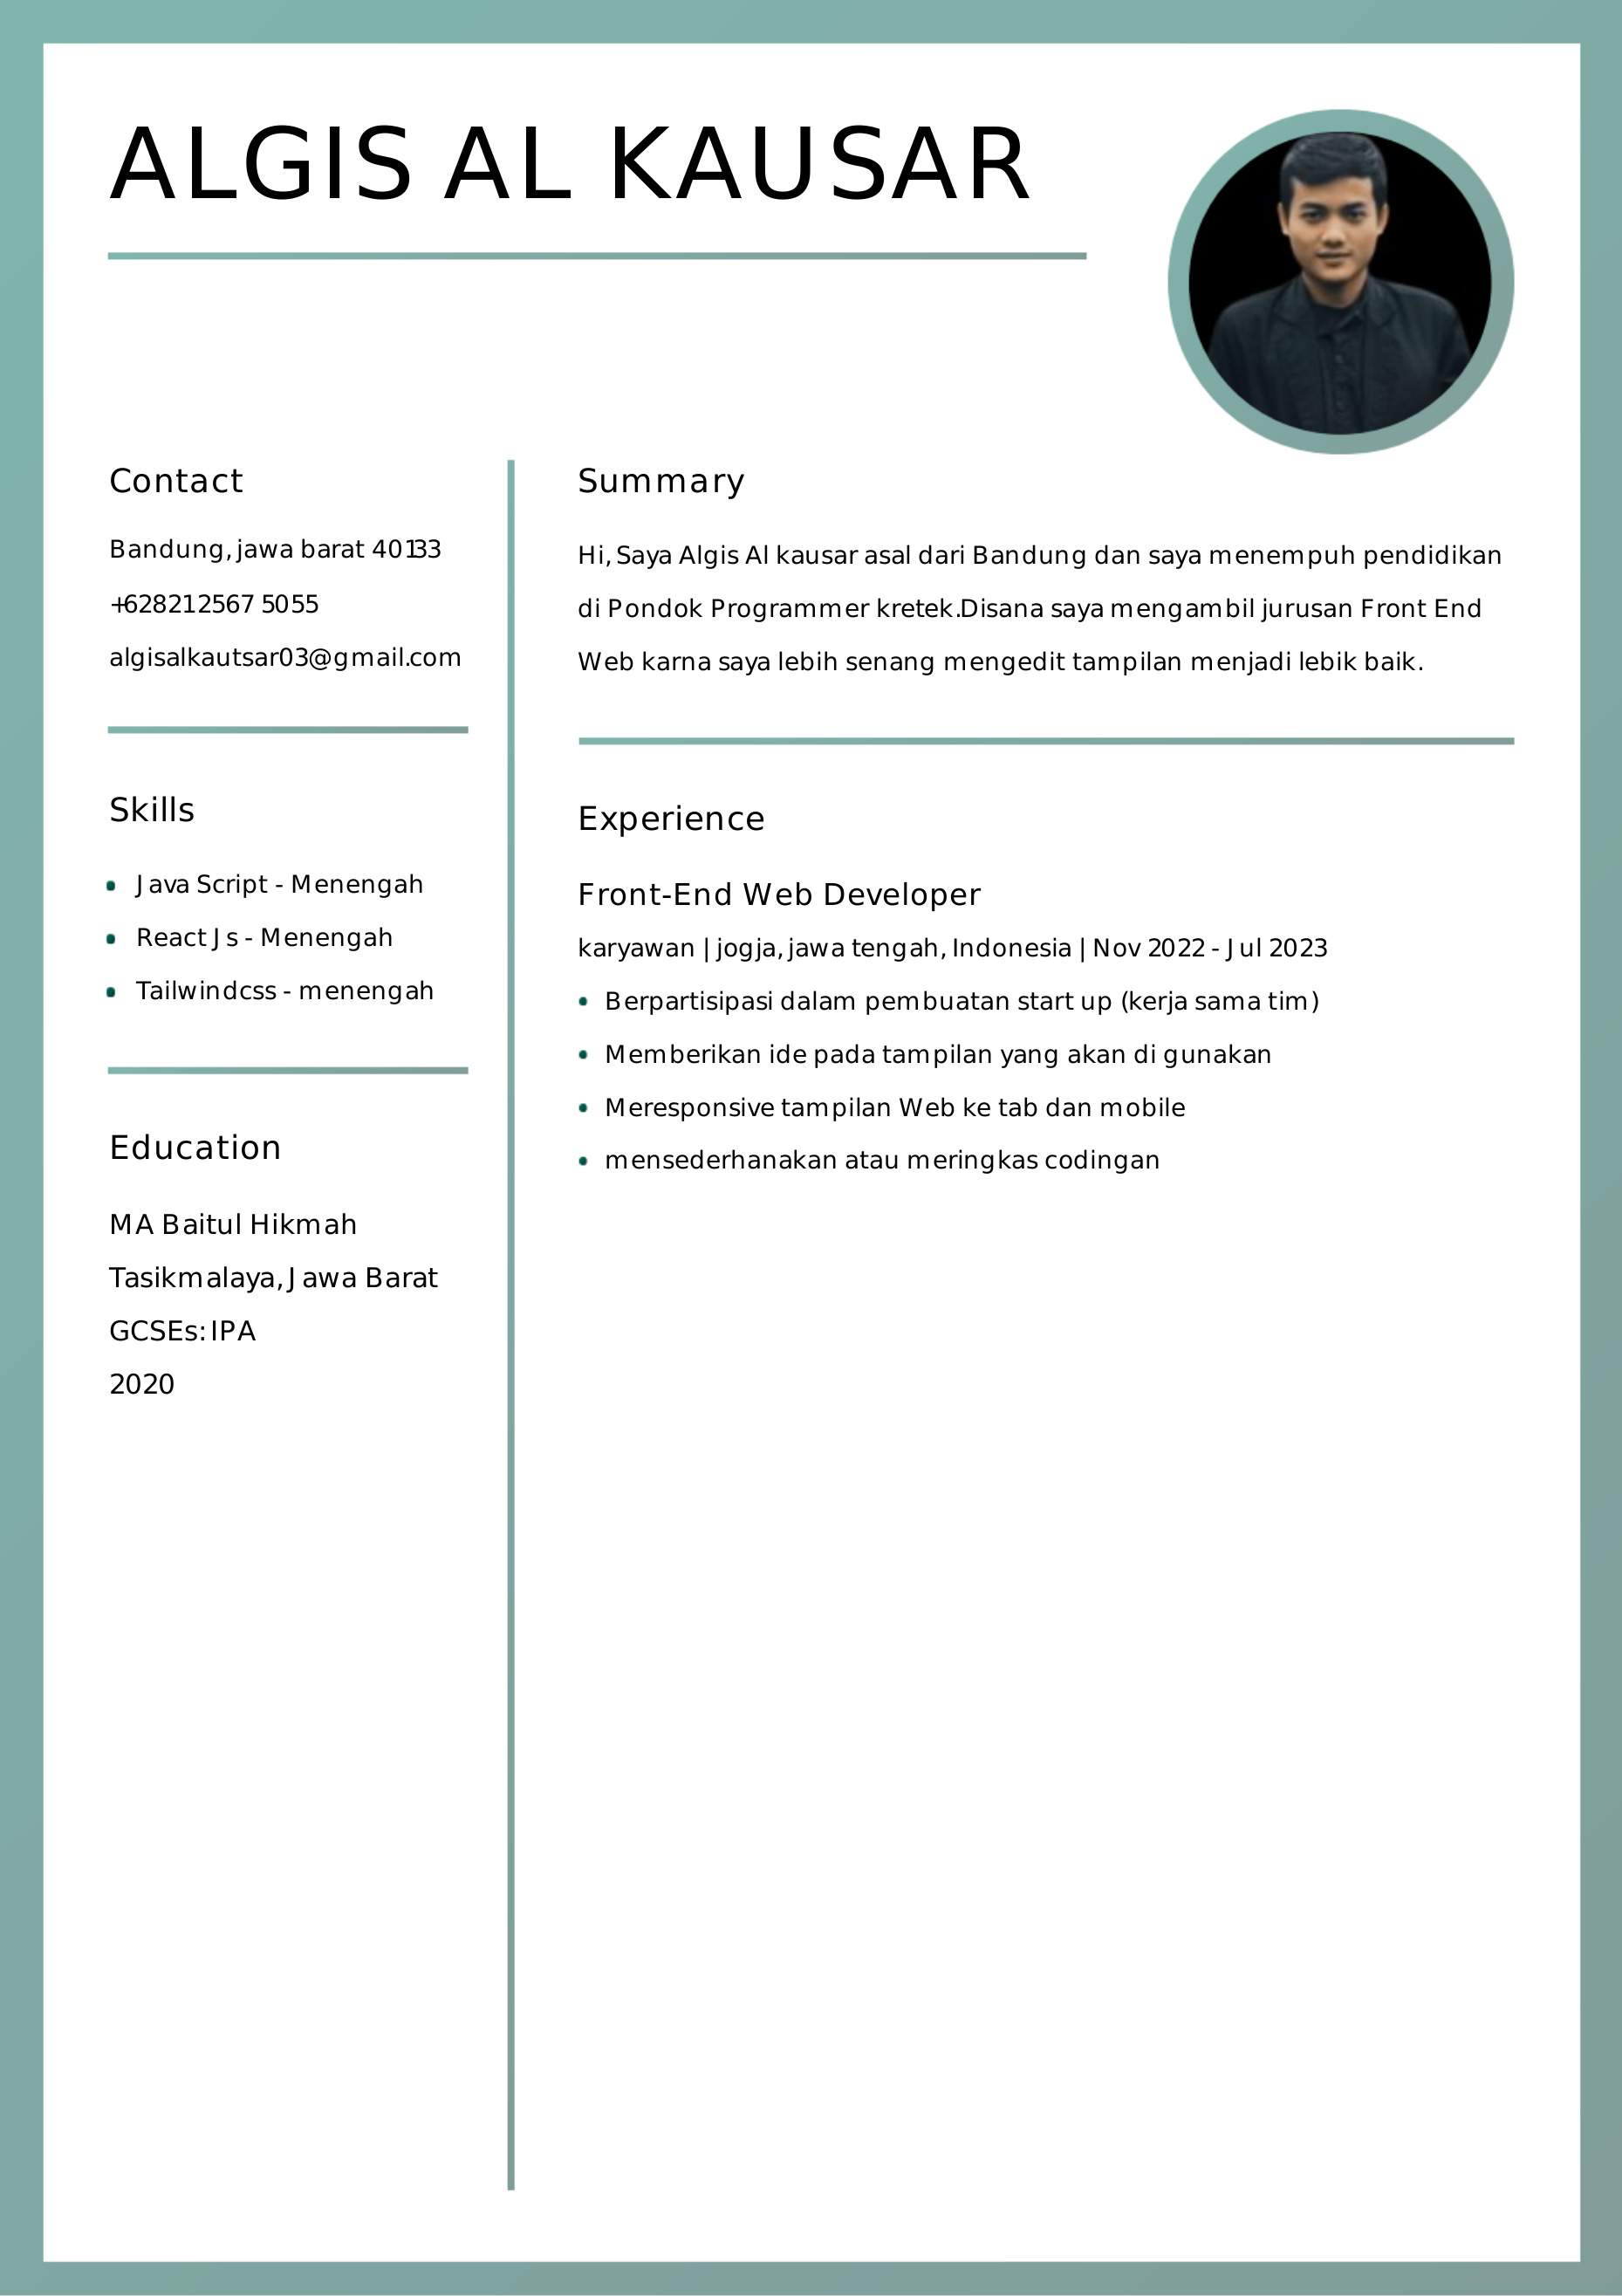 ALGIS AL KAUSAR
Contact
Bandung, jawa barat 40133
+628212567 5055
algisalkautsar03@gmail.com
Skills
Java Script - Menengah
React Js - Menengah
Tailwindcss - menengah
Education
MA Baitul Hikmah
Tasikmalaya, Jawa Barat
GCSEs: IPA
2020
Summary
Hi, Saya Algis Al kausar asal dari Bandung dan saya menempuh pendidikan
di Pondok Programmer kretek.Disana saya mengambil jurusan Front End
Web karna saya lebih senang mengedit tampilan menjadi lebik baik.
Experience
Front-End Web Developer
karyawan | jogja, jawa tengah, Indonesia | Nov 2022 - Jul 2023
Berpartisipasi dalam pembuatan start up (kerja sama tim)
Memberikan ide pada tampilan yang akan di gunakan
Meresponsive tampilan Web ke tab dan mobile
mensederhanakan atau meringkas codingan